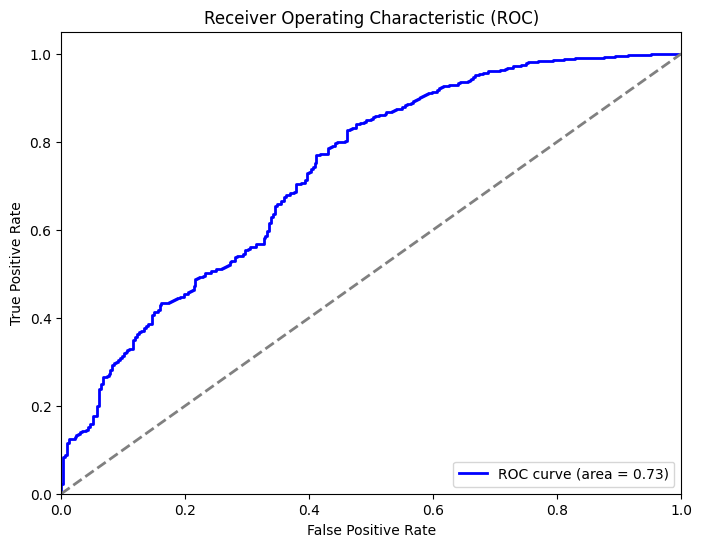 Receiver Operating Characteristic (ROC)
True Positive Rate
1.0
0.8
0.6
0.4
0.2
0.0
ROC curve (area = 0.73)
0.0 0.2 0.4 0.6 0.8 1.0
False Positive Rate